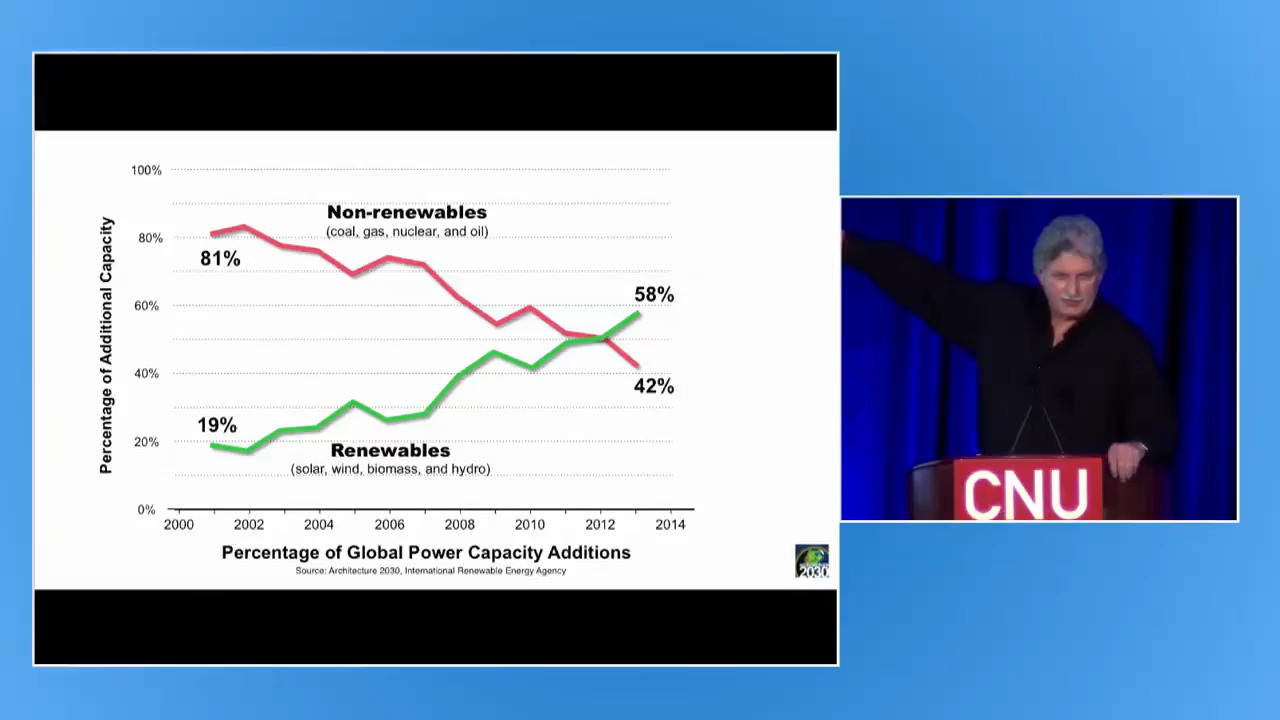 100%
Non-renewables
(coal, gas, nuclear, and oil)
80%
81%
58%
60%
42%
40%
19%
20%
Renewables
(solar, wind, biomass, and hydro)
0%
2000 2002 2004 2006 2008 2010 2012 2014
Percentage of Additional Capacity
Percentage of Global Power Capacity Additions
Source: Architecture 2030, International Renewable Energy Agency
2030
CNU